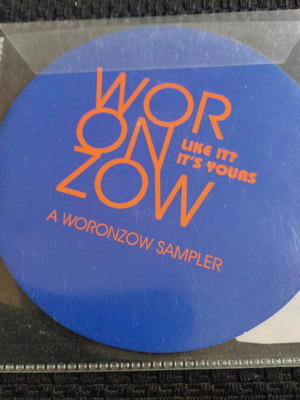 WOR
ON
ZOW
LIKE IT?
IT'S YOURS
A WORONZOW SAMPLER